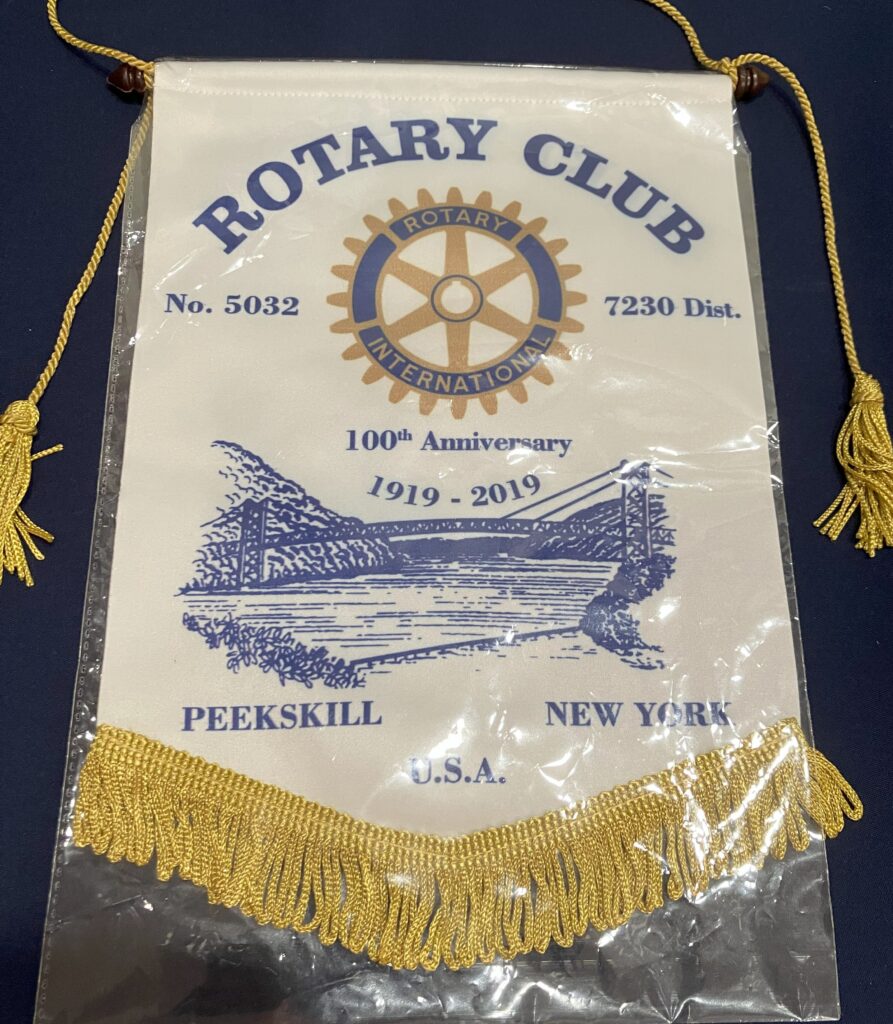 ROTARY CLUB
ROTARY
INTERNATIONAL
No. 5032
7230 Dist.
100th Anniversary
1919 - 2019
PEEKSKILL
NEW YORK
U.S.A.